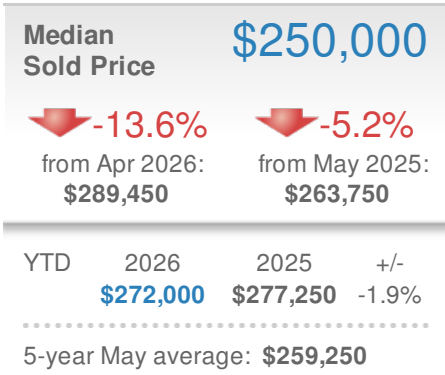 Median $250,000
Sold Price
-13.6% -5.2%
from Apr 2026: from May 2025:
$289,450 $263,750
YTD 2026 2025 +/-
$272,000 $277,250 -1.9%
5-year May average: $259,250